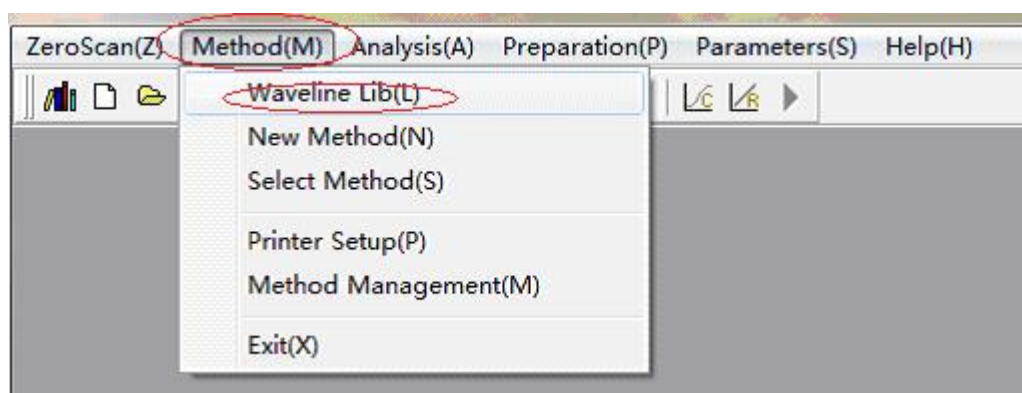 ZeroScan(Z) Method(M) Analysis(A) Preparation(P) Parameters(S) Help(H)
Waveline Lib(L)
New Method(N)
Select Method(S)
Printer Setup(P)
Method Management(M)
Exit(X)